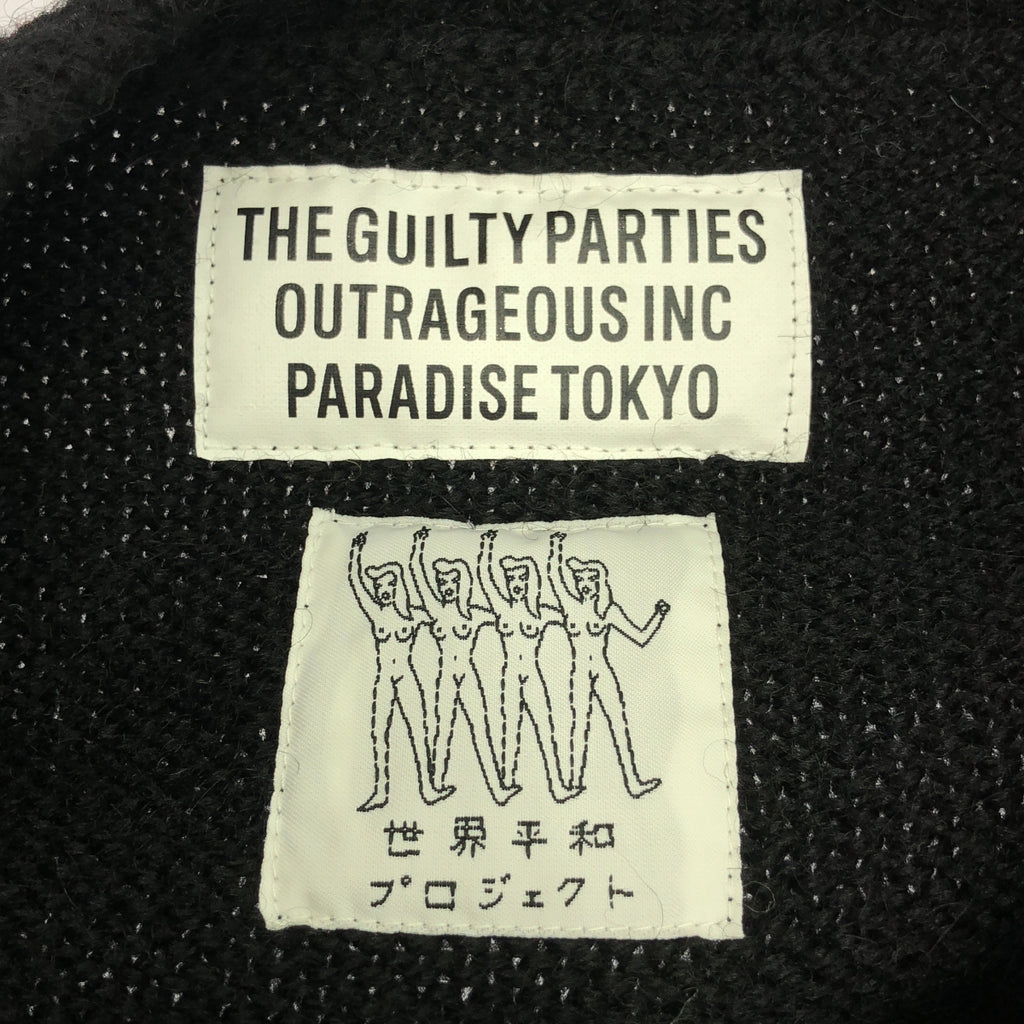 THE GUILTY PARTIES
OUTRAGEOUS INC
PARADISE TOKYO
世界平和
プロジェクト